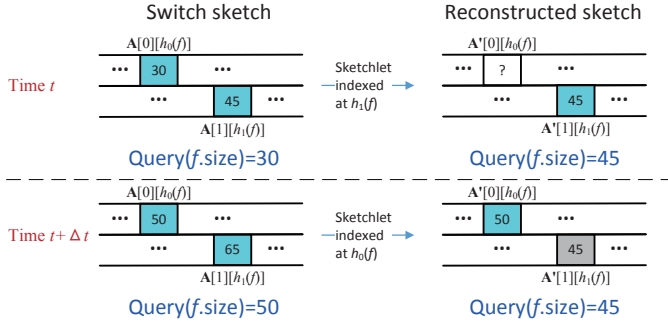 Switch sketch
Reconstructed sketch
A[0][h₀(f)]
A'[0][h₀(f)]
Time t
... 30 ...
Sketchlet
indexed
at h₁(f)
... ? ...
... 45 ...
... 45 ...
A[1][h₁(f)]
A'[1][h₁(f)]
Query(f.size)=30
Query(f.size)=45
A[0][h₀(f)]
A'[0][h₀(f)]
Time t+ Δ t
... 50 ...
Sketchlet
indexed
at h₀(f)
... 50 ...
... 65 ...
... 45 ...
A[1][h₁(f)]
A'[1][h₁(f)]
Query(f.size)=50
Query(f.size)=45